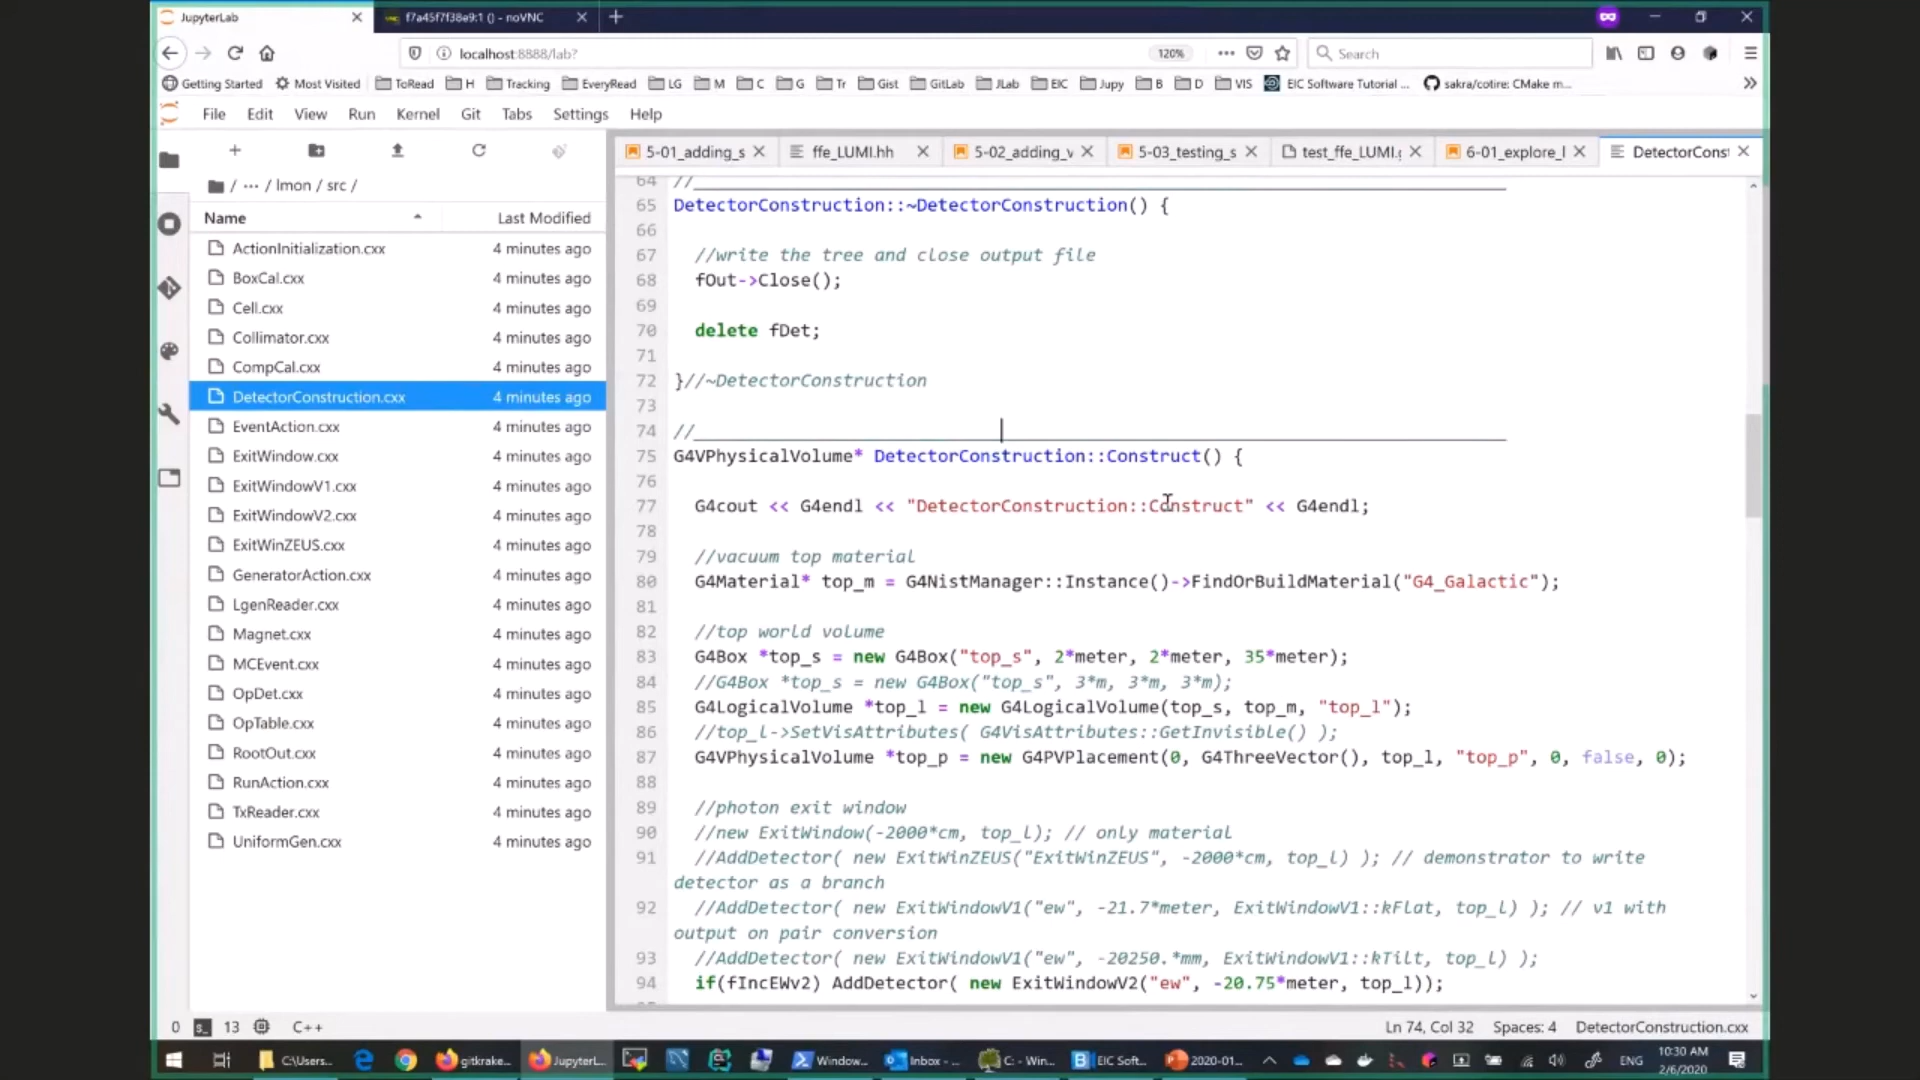 JupyterLab
f7a45f7f38e9:1 () - noVNC
localhost:8888/lab?
120%
Search
Getting Started
Most Visited
ToRead
H
Tracking
EveryRead
LG
M
C
G
Tr
Gist
GitLab
JLab
EIC
Jupy
B
D
VIS
EIC Software Tutorial ...
sakra/cotire: CMake m...
File Edit View Run Kernel Git Tabs Settings Help
/ ··· / lmon / src /
Name Last Modified
ActionInitialization.cxx 4 minutes ago
BoxCal.cxx 4 minutes ago
Cell.cxx 4 minutes ago
Collimator.cxx 4 minutes ago
CompCal.cxx 4 minutes ago
DetectorConstruction.cxx 4 minutes ago
EventAction.cxx 4 minutes ago
ExitWindow.cxx 4 minutes ago
ExitWindowV1.cxx 4 minutes ago
ExitWindowV2.cxx 4 minutes ago
ExitWinZEUS.cxx 4 minutes ago
GeneratorAction.cxx 4 minutes ago
LgenReader.cxx 4 minutes ago
Magnet.cxx 4 minutes ago
MCEvent.cxx 4 minutes ago
OpDet.cxx 4 minutes ago
OpTable.cxx 4 minutes ago
RootOut.cxx 4 minutes ago
RunAction.cxx 4 minutes ago
TxReader.cxx 4 minutes ago
UniformGen.cxx 4 minutes ago
5-01_adding_s
ffe_LUMI.hh
5-02_adding_v
5-03_testing_s
test_ffe_LUMI.
6-01_explore_l
DetectorConst
64 //_____________________________________________________________________________
65 DetectorConstruction::~DetectorConstruction() {
66
67 //write the tree and close output file
68 fOut->Close();
69
70 delete fDet;
71
72 }//~DetectorConstruction
73
74 //_____________________________________________________________________________
75 G4VPhysicalVolume* DetectorConstruction::Construct() {
76
77 G4cout << G4endl << "DetectorConstruction::Construct" << G4endl;
78
79 //vacuum top material
80 G4Material* top_m = G4NistManager::Instance()->FindOrBuildMaterial("G4_Galactic");
81
82 //top world volume
83 G4Box *top_s = new G4Box("top_s", 2*meter, 2*meter, 35*meter);
84 //G4Box *top_s = new G4Box("top_s", 3*m, 3*m, 3*m);
85 G4LogicalVolume *top_l = new G4LogicalVolume(top_s, top_m, "top_l");
86 //top_l->SetVisAttributes( G4VisAttributes::GetInvisible() );
87 G4VPhysicalVolume *top_p = new G4PVPlacement(0, G4ThreeVector(), top_l, "top_p", 0, false, 0);
88
89 //photon exit window
90 //new ExitWindow(-2000*cm, top_l); // only material
91 //AddDetector( new ExitWinZEUS("ExitWinZEUS", -2000*cm, top_l) ); // demonstrator to write
detector as a branch
92 //AddDetector( new ExitWindowV1("ew", -21.7*meter, ExitWindowV1::kFlat, top_l) ); // v1 with
output on pair conversion
93 //AddDetector( new ExitWindowV1("ew", -20250.*mm, ExitWindowV1::kTilt, top_l) );
94 if(fIncEWv2) AddDetector( new ExitWindowV2("ew", -20.75*meter, top_l));
0 13 C++
Ln 74, Col 32 Spaces: 4 DetectorConstruction.cxx
C:\Users...
gitkrake...
JupyterL...
Window...
Inbox - ...
C: - Win...
EIC Soft...
2020-01...
ENG
10:30 AM
2/6/2020